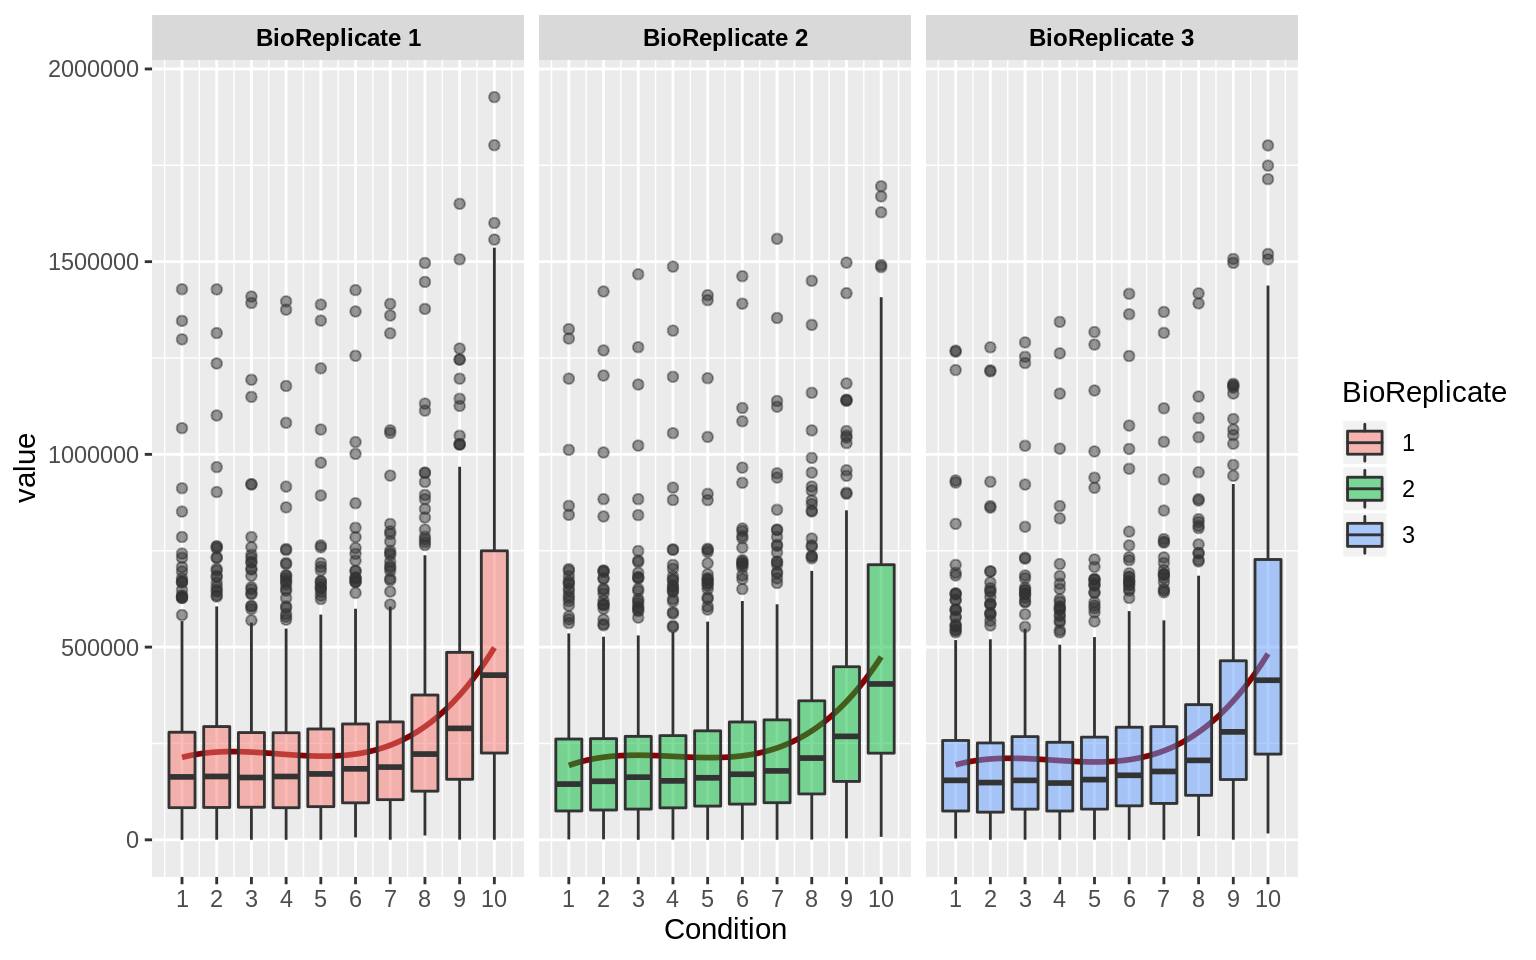 BioReplicate 1 BioReplicate 2 BioReplicate 3
2000000
1500000
1000000
500000
0
value
1 2 3 4 5 6 7 8 9 10 1 2 3 4 5 6 7 8 9 10 1 2 3 4 5 6 7 8 9 10
Condition
BioReplicate
1
2
3